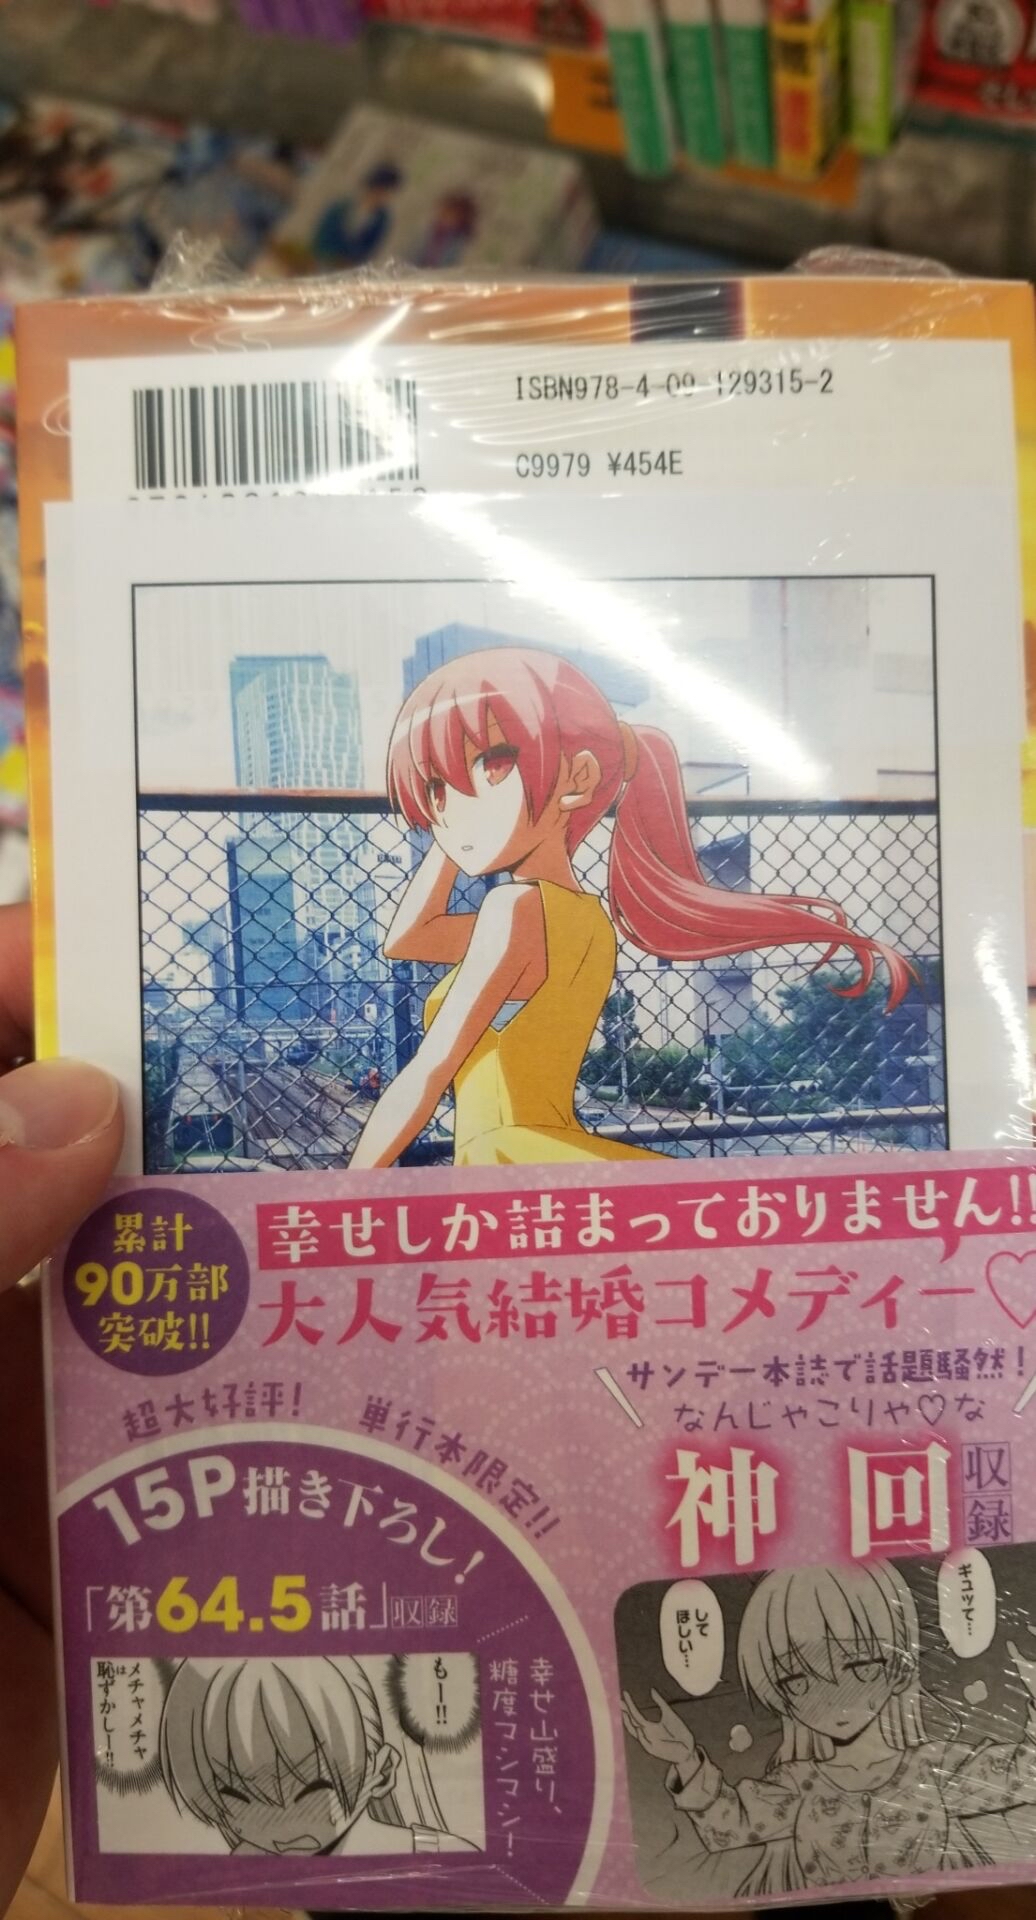 ISBN978-4-09-129315-2
C9979 ¥454E
幸せしか詰まっておりません!!
大人気結婚コメディー♡
累計
90万部
突破!!
サンデー本誌で話題騒然!
なんじゃこりゃ♡な
神回
収録
超大好評!
単行本限定!!
15P描き下ろし!
「第64.5話」収録
もー!!
メチャメチャ
恥ずかしー!!
は
幸せ山盛り、
糖度マシマシ!
ギュッて…
して
ほしい…